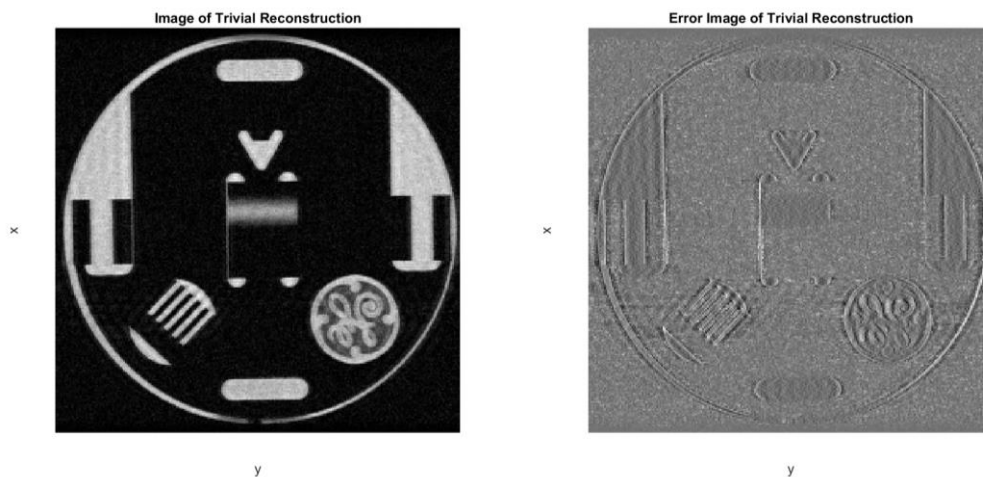 Image of Trivial Reconstruction
x
y
Error Image of Trivial Reconstruction
x
y